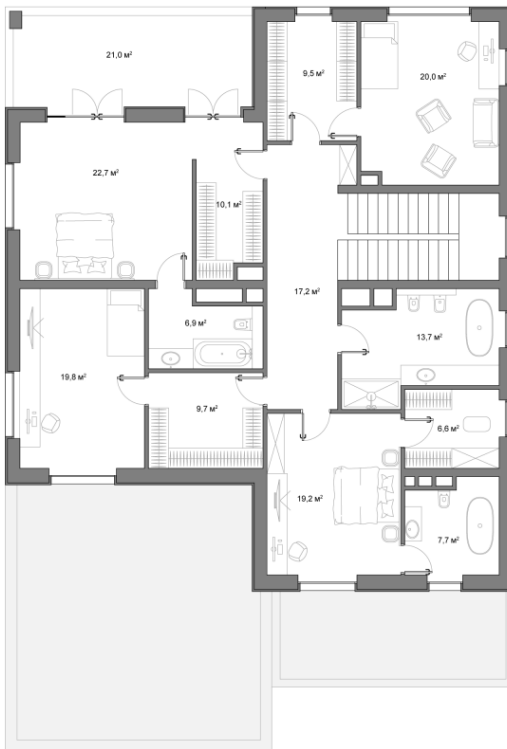 21,0 м²
9,5 м²
20,0 м²
22,7 м²
10,1 м²
17,2 м²
6,9 м²
13,7 м²
19,8 м²
9,7 м²
6,6 м²
19,2 м²
7,7 м²